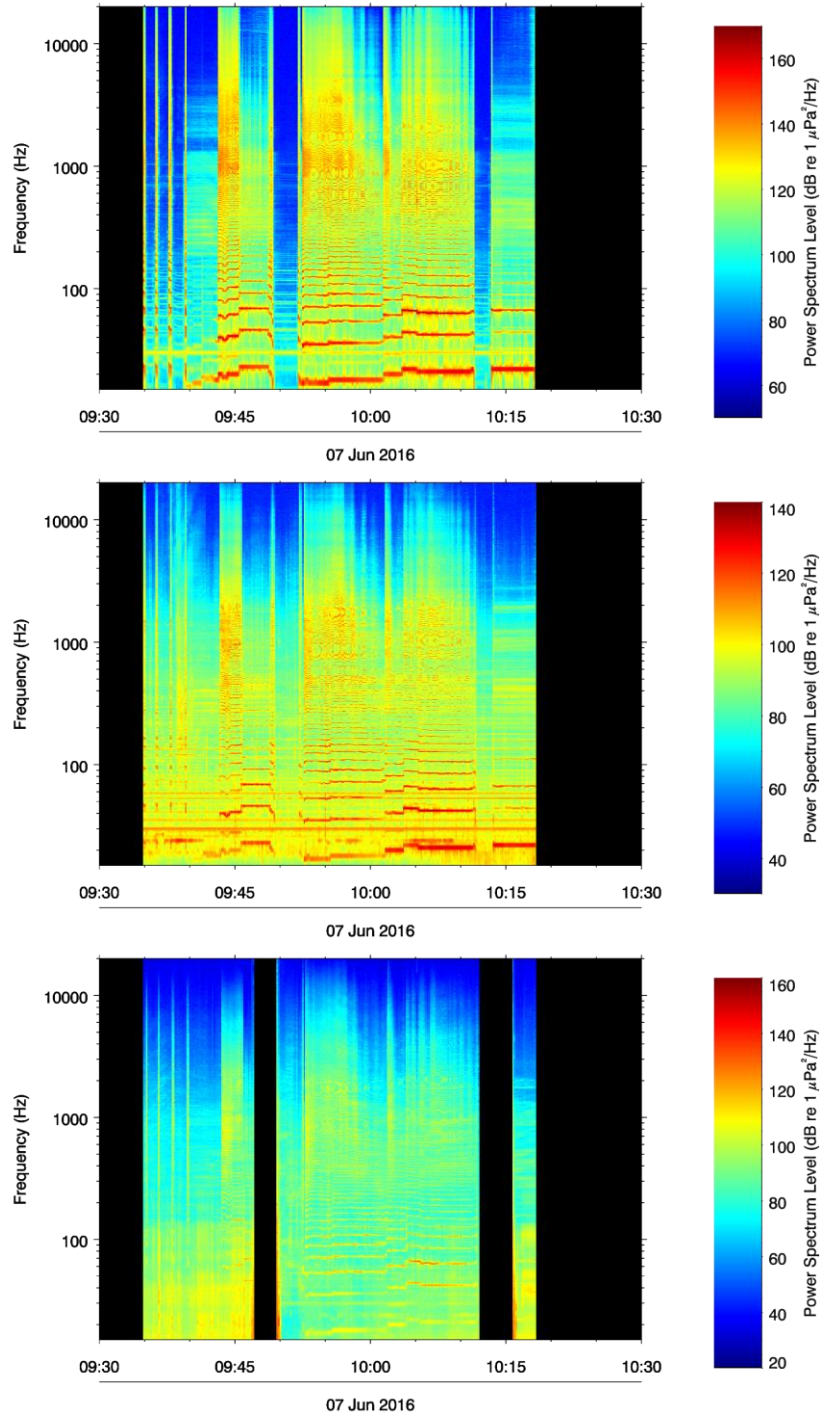 10000
1000
100
Frequency (Hz)
09:30 09:45 10:00 10:15 10:30
07 Jun 2016
160
140
120
100
80
60
Power Spectrum Level (dB re 1 μPa²/Hz)
10000
1000
100
Frequency (Hz)
09:30 09:45 10:00 10:15 10:30
07 Jun 2016
140
120
100
80
60
40
Power Spectrum Level (dB re 1 μPa²/Hz)
10000
1000
100
Frequency (Hz)
09:30 09:45 10:00 10:15 10:30
07 Jun 2016
160
140
120
100
80
60
40
20
Power Spectrum Level (dB re 1 μPa²/Hz)